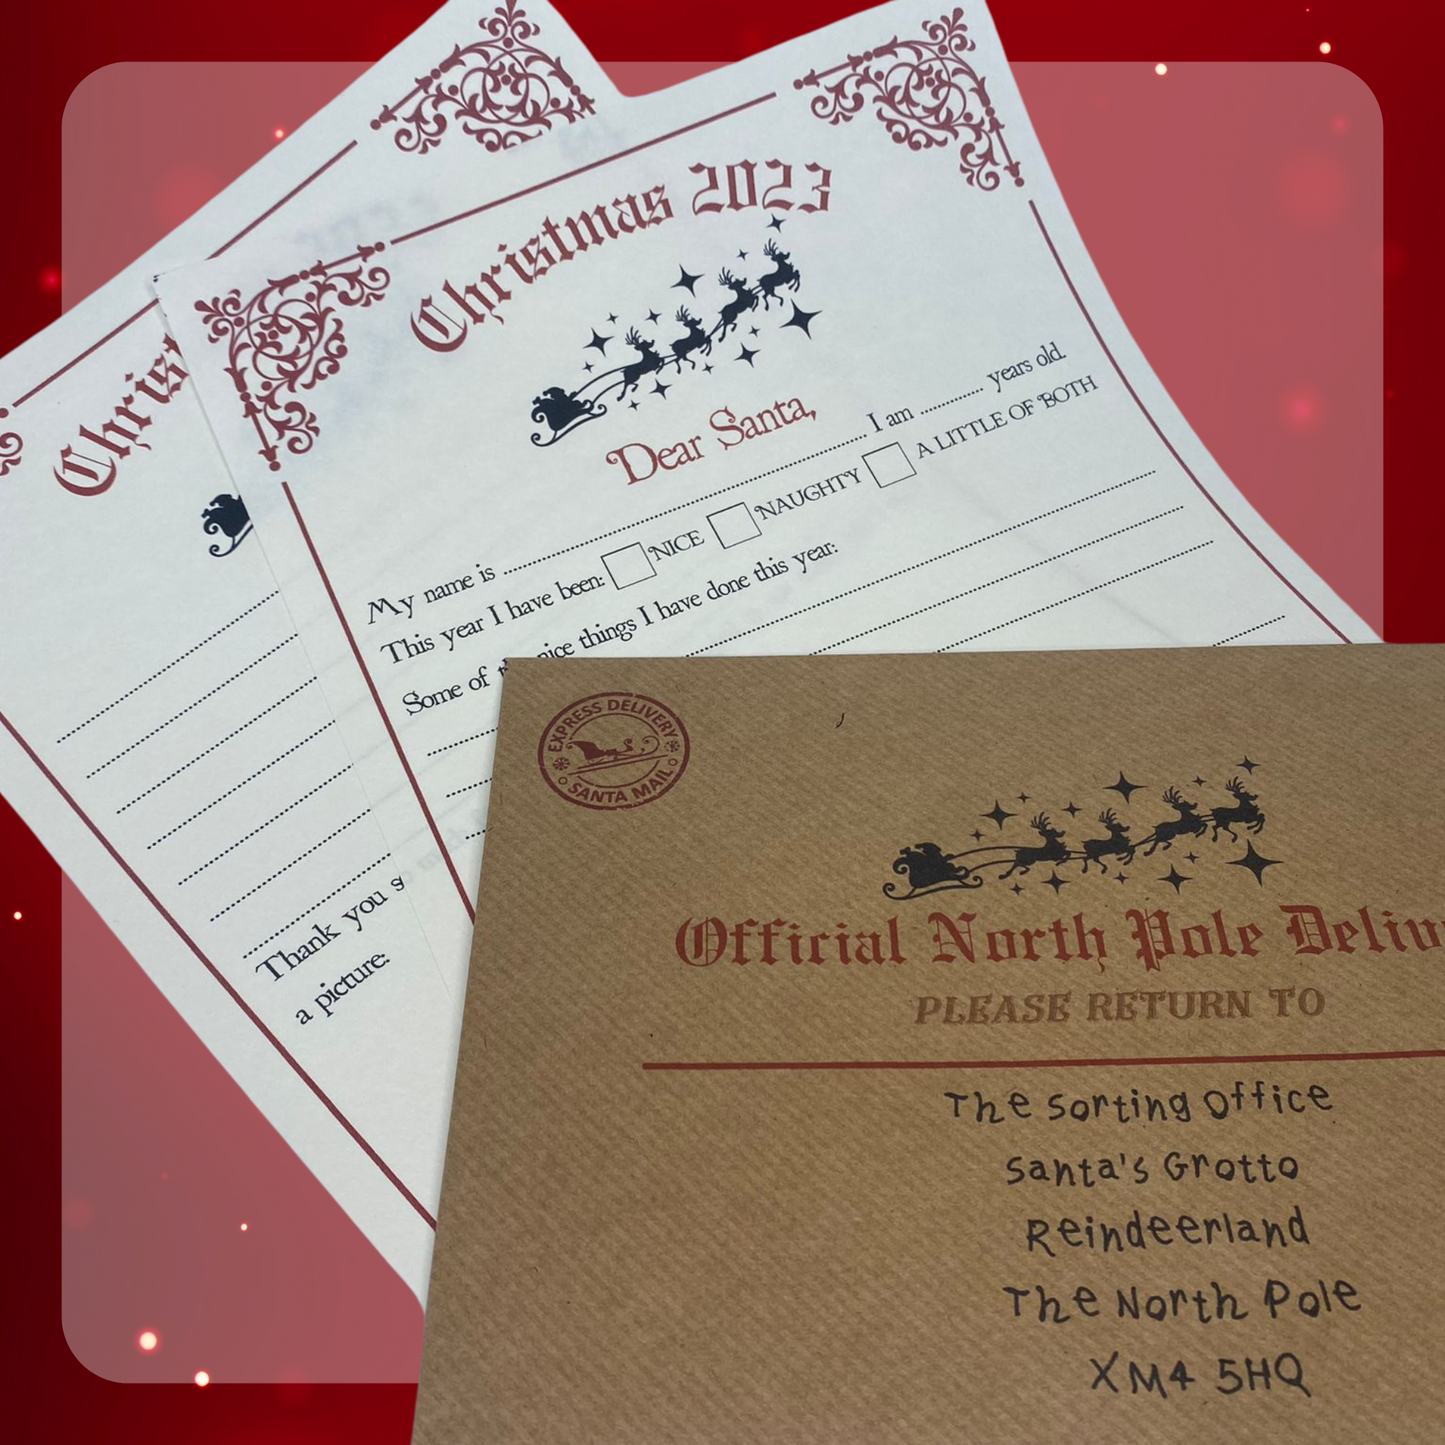 Christmas 2023
Dear Santa,
My name is .......... I am .......... years old.
This year I have been: NICE NAUGHTY A LITTLE OF BOTH
Some of nice things I have done this year:
Thank you
a picture:
EXPRESS DELIVERY
SANTA MAIL
Official North Pole
PLEASE RETURN TO
The Sorting Office
Santa's Grotto
Reindeerland
The North Pole
XM4 5HQ